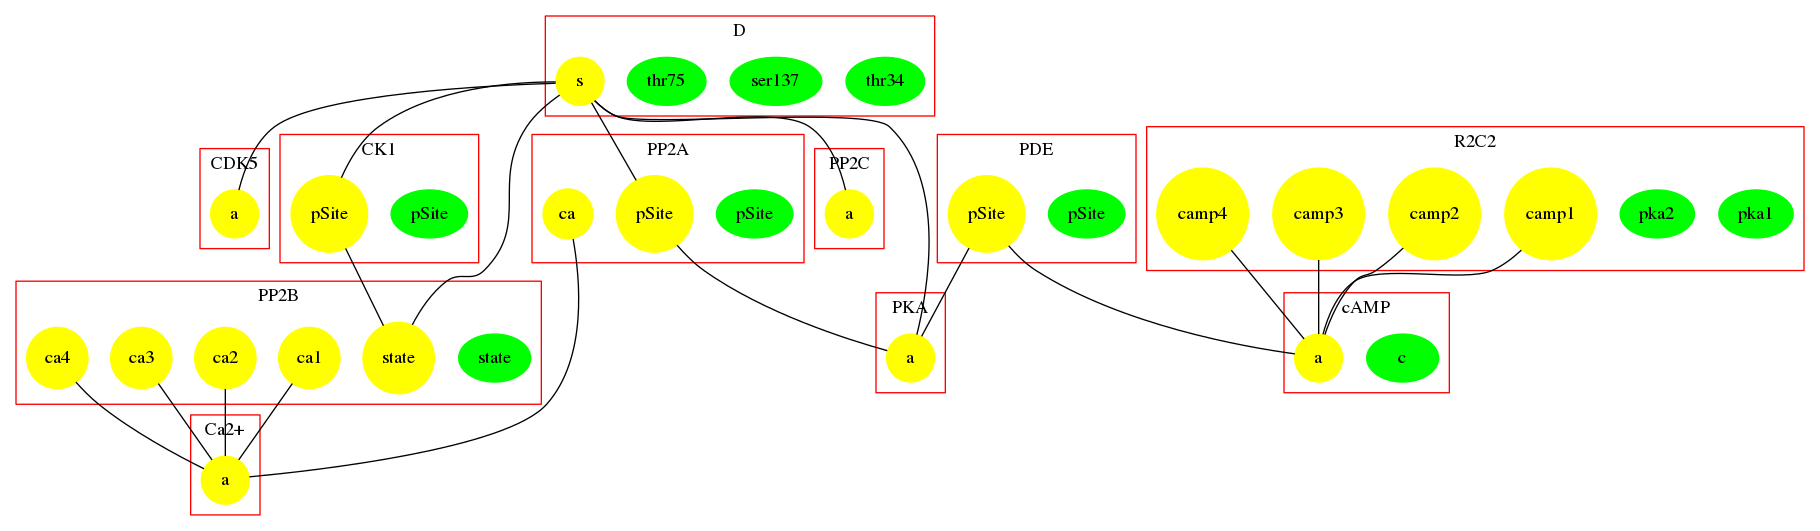 D
s thr75 ser137 thr34
CDK5
a
CK1
pSite pSite
PP2A
ca pSite pSite
PP2C
a
PDE
pSite pSite
R2C2
camp4 camp3 camp2 camp1 pka2 pka1
PP2B
ca4 ca3 ca2 ca1 state state
PKA
a
cAMP
a c
Ca2+
a